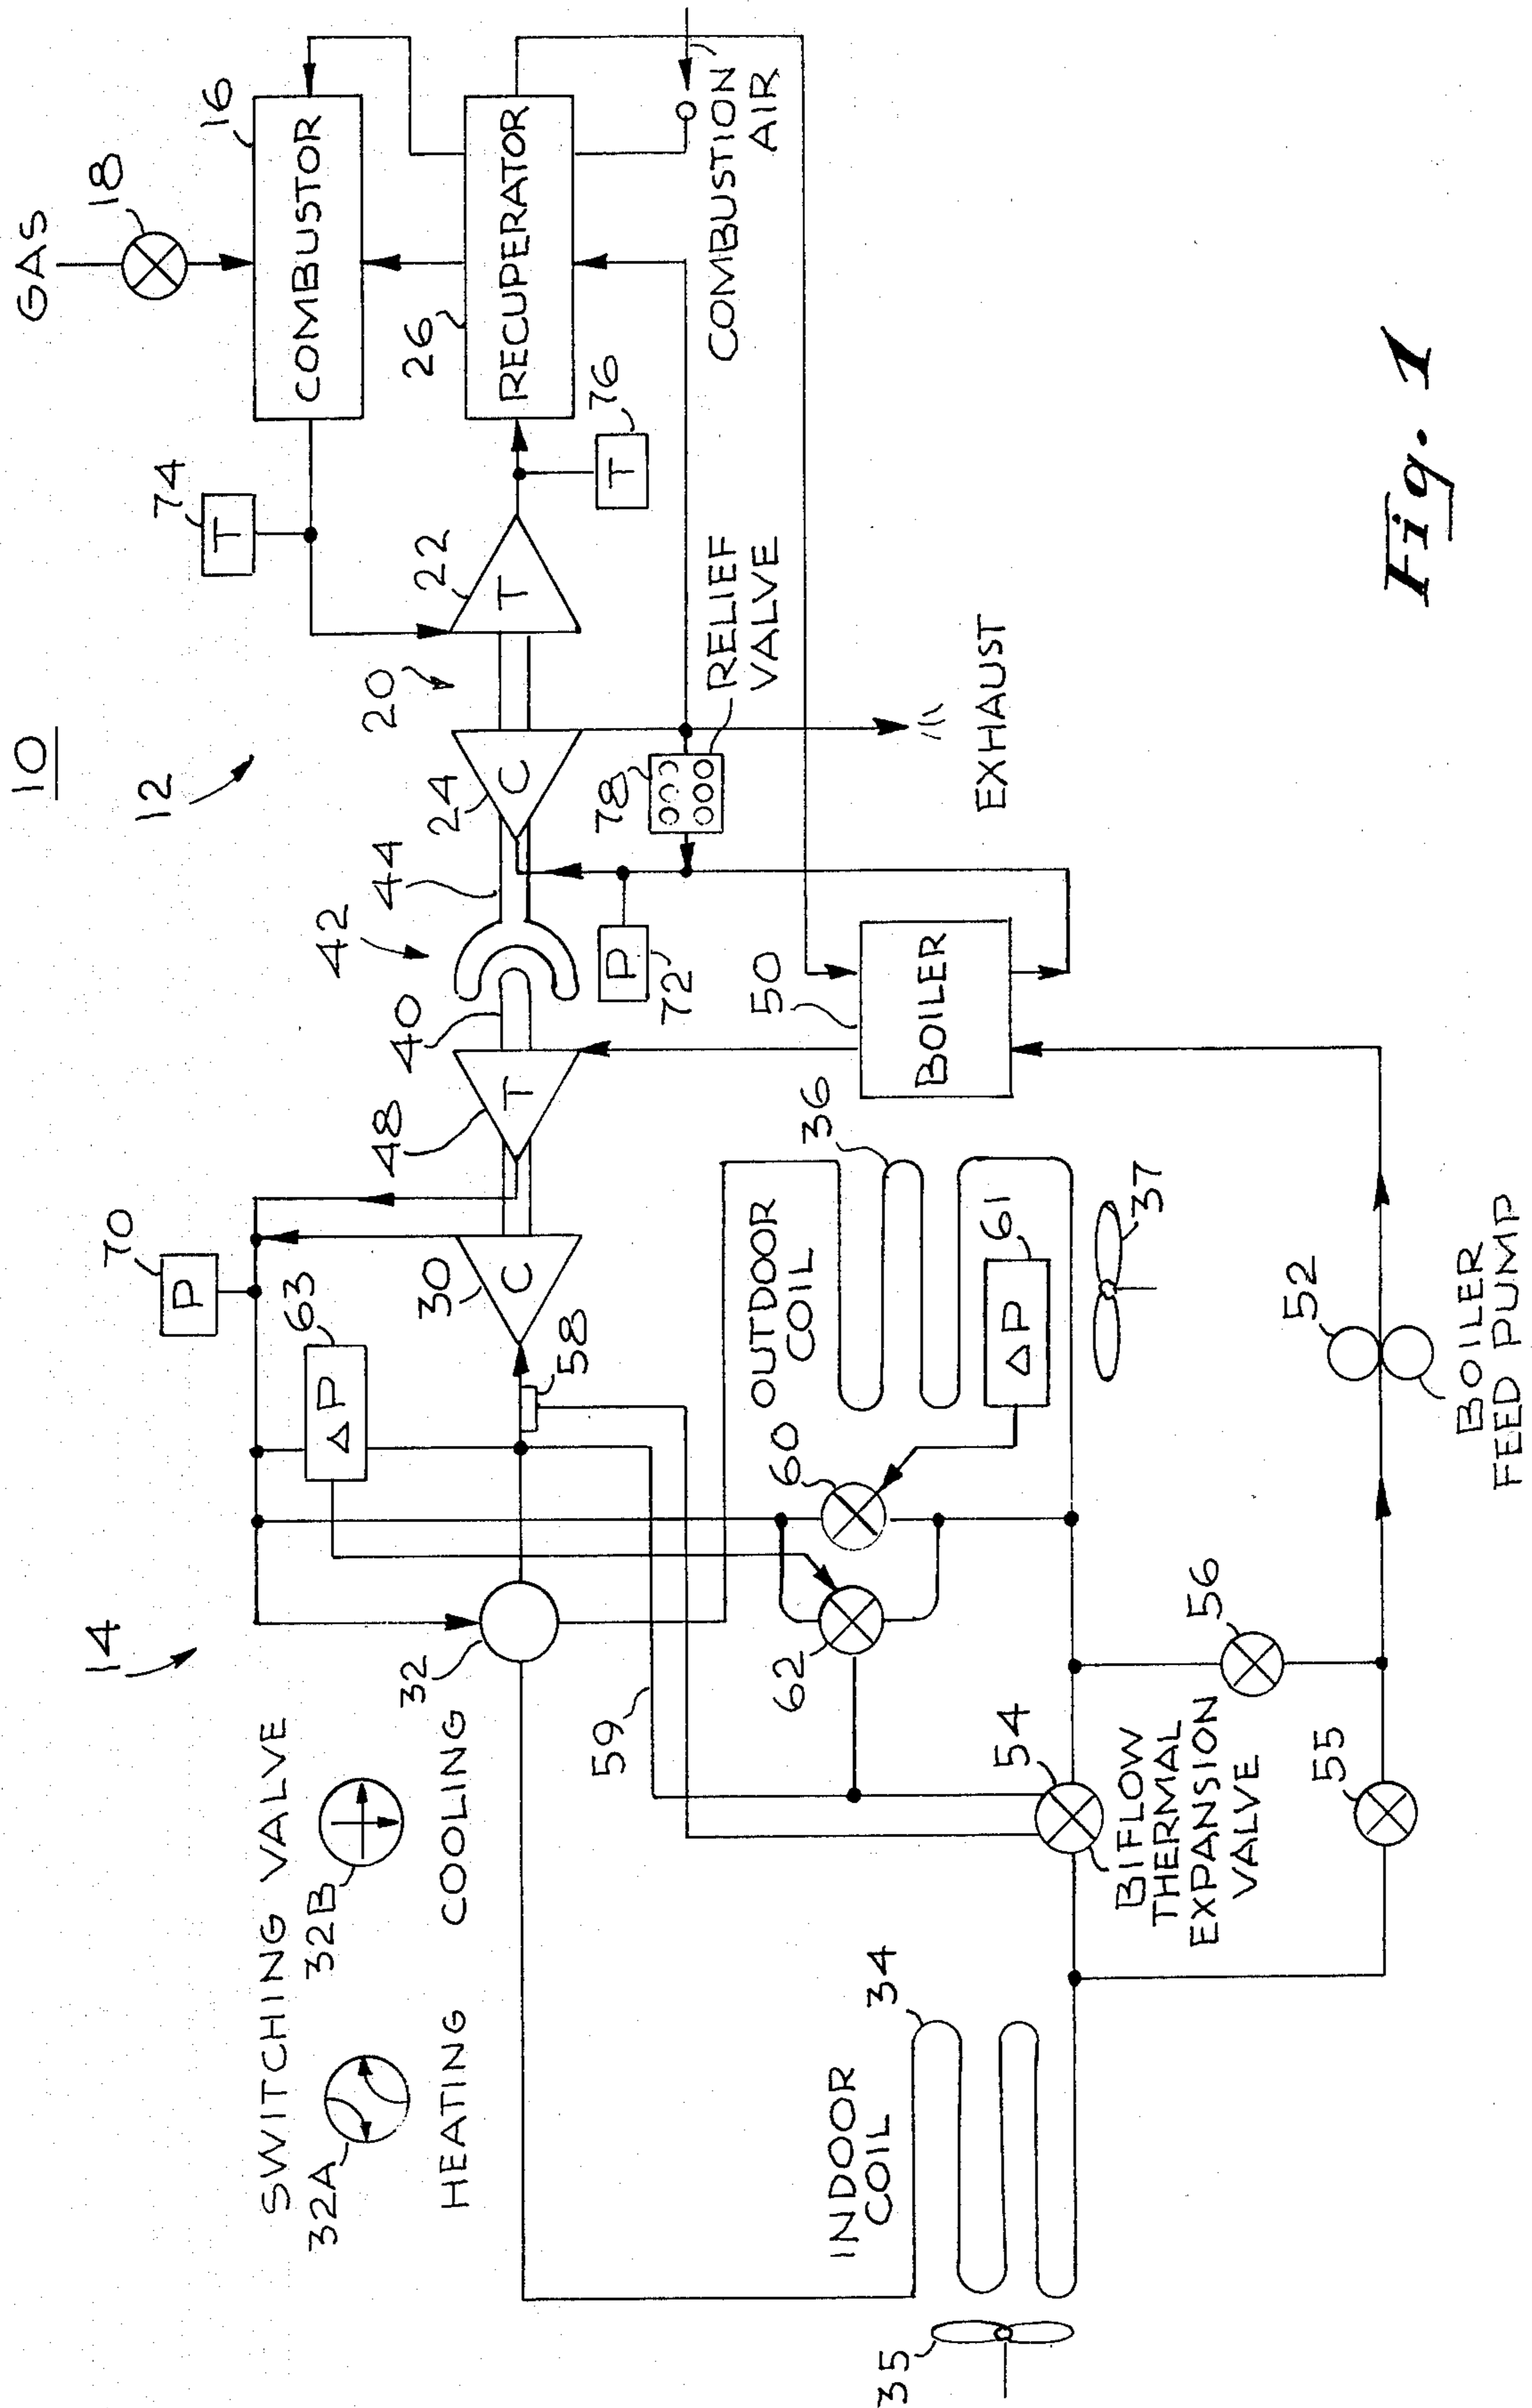 10
12
14
GAS
18
16
COMBUSTOR
74
T
26
RECUPERATOR
76
T
COMBUSTION
AIR
22
T
20
24
C
RELIEF
VALVE
78
EXHAUST
44
42
40
P
72
50
BOILER
48
T
70
P
63
ΔP
30
C
58
OUTDOOR
COIL
36
61
ΔP
37
60
62
32
59
54
BIFLOW
THERMAL
EXPANSION
VALVE
56
55
52
BOILER
FEED PUMP
SWITCHING VALVE
32A
32B
HEATING
COOLING
INDOOR
COIL
34
35
Fig. 1